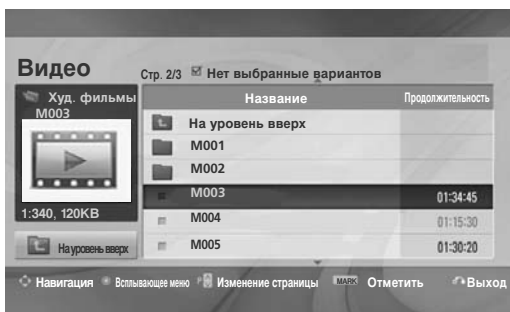 Видео
Стр. 2/3 Нет выбранные вариантов
Худ. фильмы
M003
1:340, 120KB
На уровень вверх
Название Продолжительность
На уровень вверх
M001
M002
M003 01:34:45
M004 01:15:30
M005 01:30:20
Навигация Всплывающее меню P Изменение страницы MARK Отметить Выход